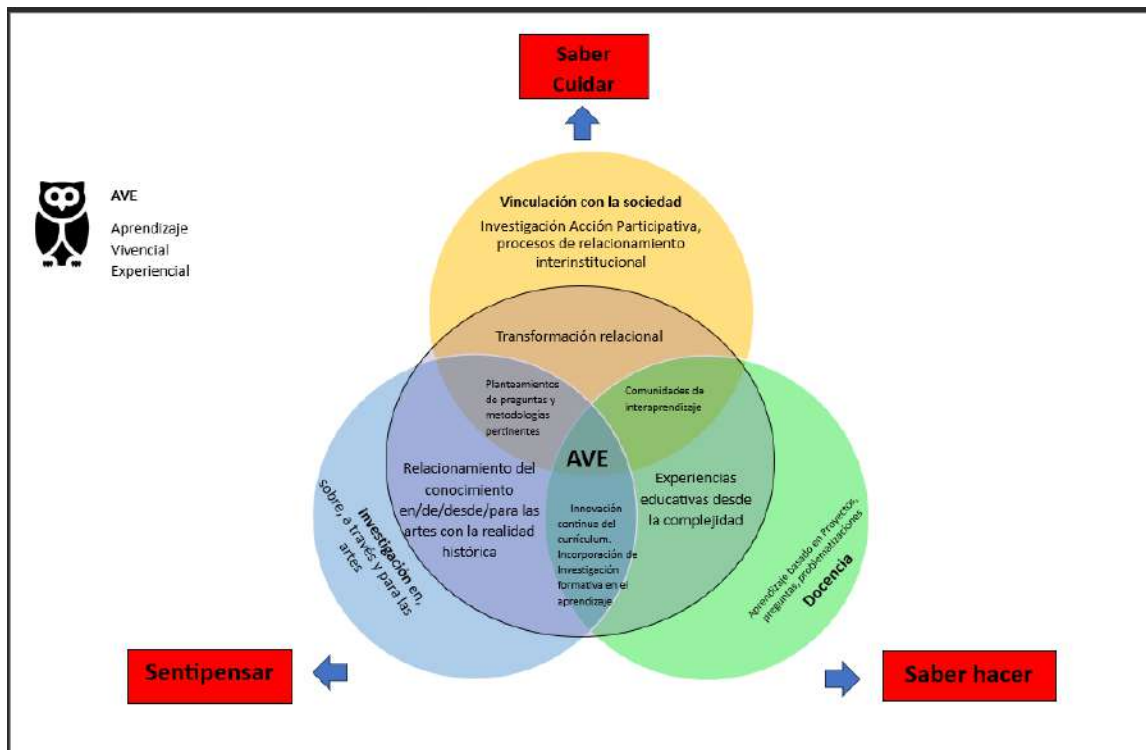 Saber
Cuidar
AVE
Aprendizaje
Vivencial
Experiencial
Vinculación con la sociedad
Investigación Acción Participativa,
procesos de relacionamiento
interinstitucional
Transformación relacional
Planteamientos
de preguntas y
metodologías
pertinentes
Comunidades de
interaprendizaje
AVE
Relacionamiento del
conocimiento
en/de/desde/para las
artes con la realidad
histórica
Experiencias
educativas desde
la complejidad
Innovación
continua del
currículum.
Incorporación de
Investigación
formativa en el
aprendizaje
Investigación en,
sobre, a través y para las
artes
Aprendizaje basado en Proyectos,
preguntas, problematizaciones
Docencia
Sentipensar
Saber hacer